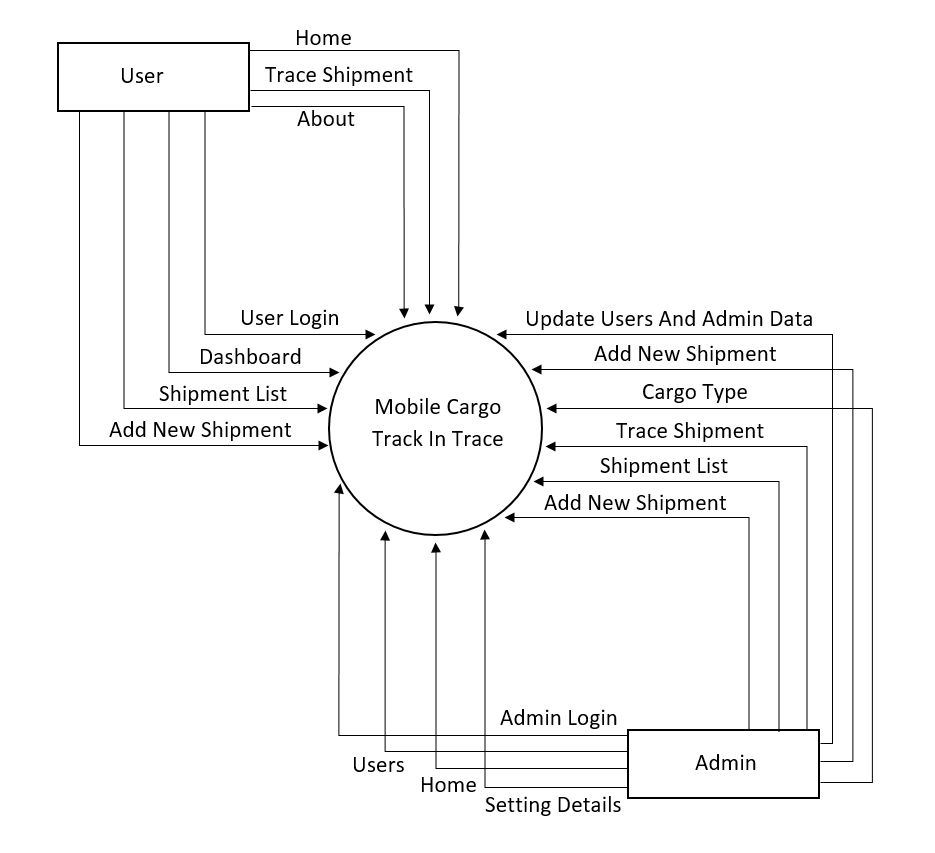 Home
User
Trace Shipment
About
User Login
Update Users And Admin Data
Dashboard
Add New Shipment
Shipment List
Cargo Type
Mobile Cargo
Track In Trace
Add New Shipment
Trace Shipment
Shipment List
Add New Shipment
Admin Login
Users
Admin
Home
Setting Details